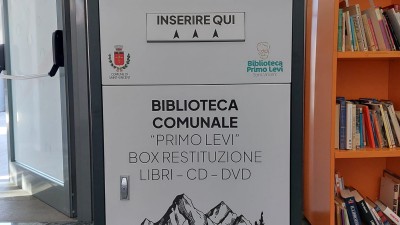 INSERIRE QUI
Biblioteca
Primo Levi
BIBLIOTECA
COMUNALE
"PRIMO LEVI"
BOX RESTITUZIONE
LIBRI - CD - DVD